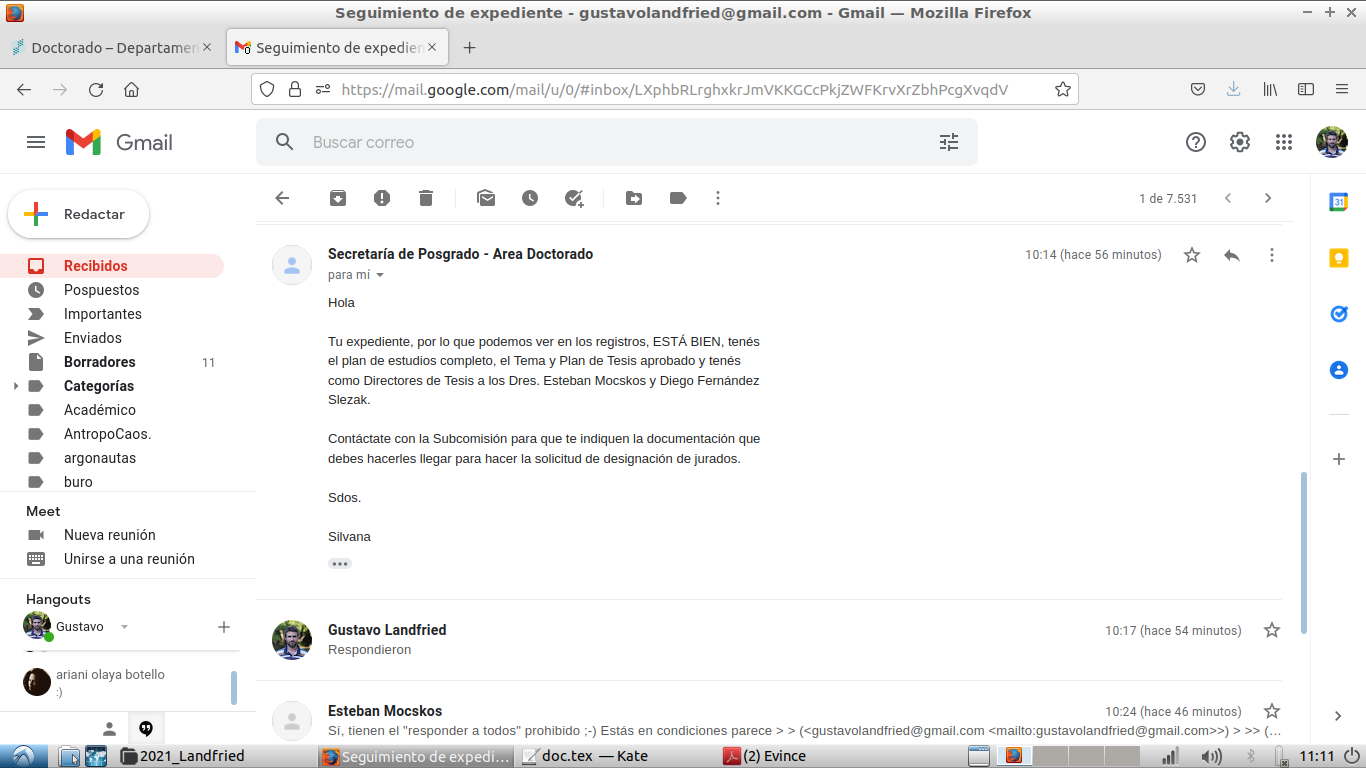 Seguimiento de expediente - gustavolandfried@gmail.com - Gmail — Mozilla Firefox
Doctorado – Departamen
Seguimiento de expedien
https://mail.google.com/mail/u/0/#inbox/LXphbRLrghxkrJmVKKGCcPkjZWFKrvXrZbhPcgXvqdV
Gmail
Buscar correo
Redactar
1 de 7.531
Recibidos
Pospuestos
Importantes
Enviados
Borradores 11
Categorías
Académico
AntropoCaos.
argonautas
buro
Meet
Nueva reunión
Unirse a una reunión
Hangouts
Gustavo
ariani olaya botello
:)
Secretaría de Posgrado - Area Doctorado
10:14 (hace 56 minutos)
para mí
Hola
Tu expediente, por lo que podemos ver en los registros, ESTÁ BIEN, tenés
el plan de estudios completo, el Tema y Plan de Tesis aprobado y tenés
como Directores de Tesis a los Dres. Esteban Mocskos y Diego Fernández
Slezak.
Contáctate con la Subcomisión para que te indiquen la documentación que
debes hacerles llegar para hacer la solicitud de designación de jurados.
Sdos.
Silvana
Gustavo Landfried
10:17 (hace 54 minutos)
Respondieron
Esteban Mocskos
10:24 (hace 46 minutos)
Sí, tienen el "responder a todos" prohibido ;-) Estás en condiciones parece > > (<gustavolandfried@gmail.com <mailto:gustavolandfried@gmail.com>>) > >> (...
31
2021_Landfried
Seguimiento de expedi...
doc.tex — Kate
(2) Evince
11:11